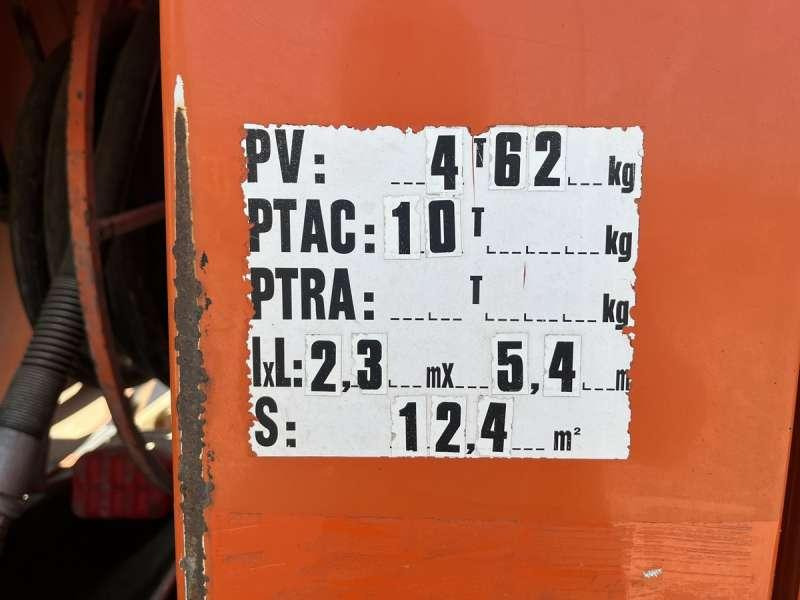 PV: 4 T 62 kg
PTAC: 10 T kg
PTRA: T kg
lxL: 2,3 mx 5,4 m
S: 12,4 m²